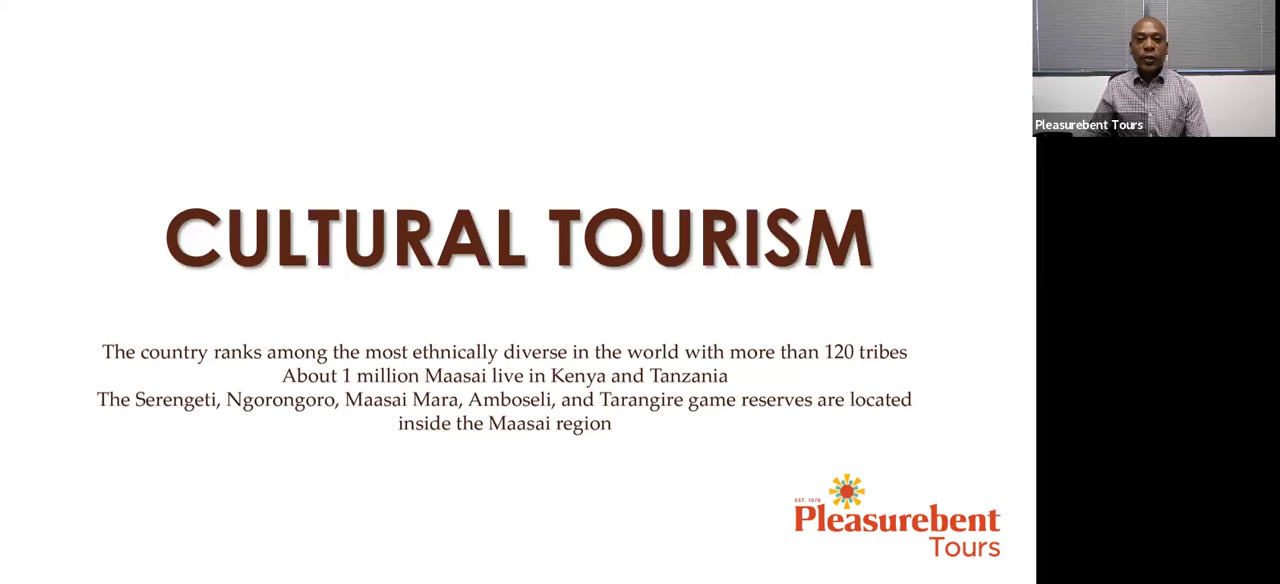 Pleasurebent Tours
CULTURAL TOURISM
The country ranks among the most ethnically diverse in the world with more than 120 tribes
About 1 million Maasai live in Kenya and Tanzania
The Serengeti, Ngorongoro, Maasai Mara, Amboseli, and Tarangire game reserves are located
inside the Maasai region
EST. 1978
Pleasurebent
Tours